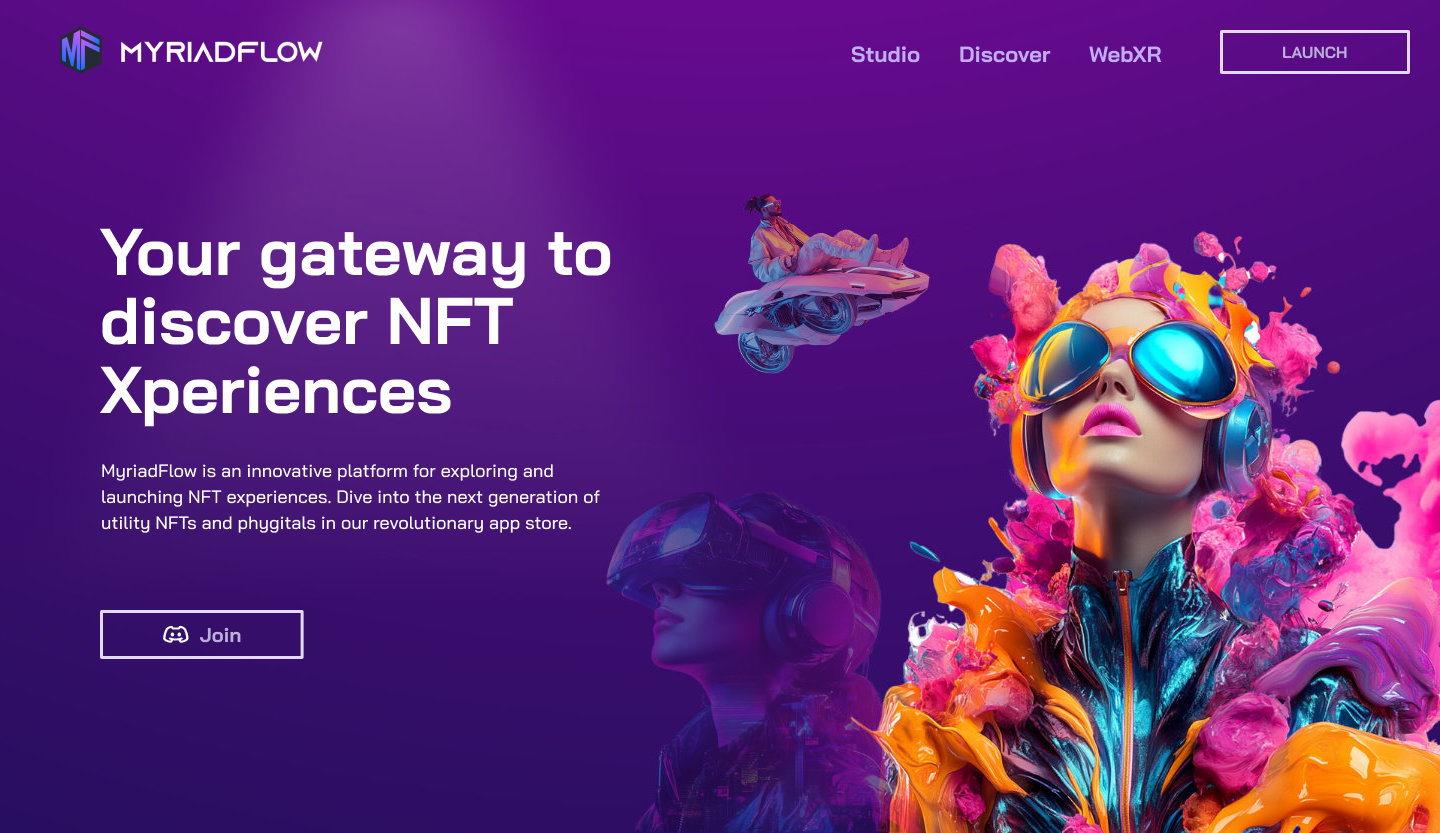 MF MYRIADFLOW
Studio Discover WebXR LAUNCH
Your gateway to
discover NFT
Xperiences
MyriadFlow is an innovative platform for exploring and
launching NFT experiences. Dive into the next generation of
utility NFTs and phygitals in our revolutionary app store.
Join